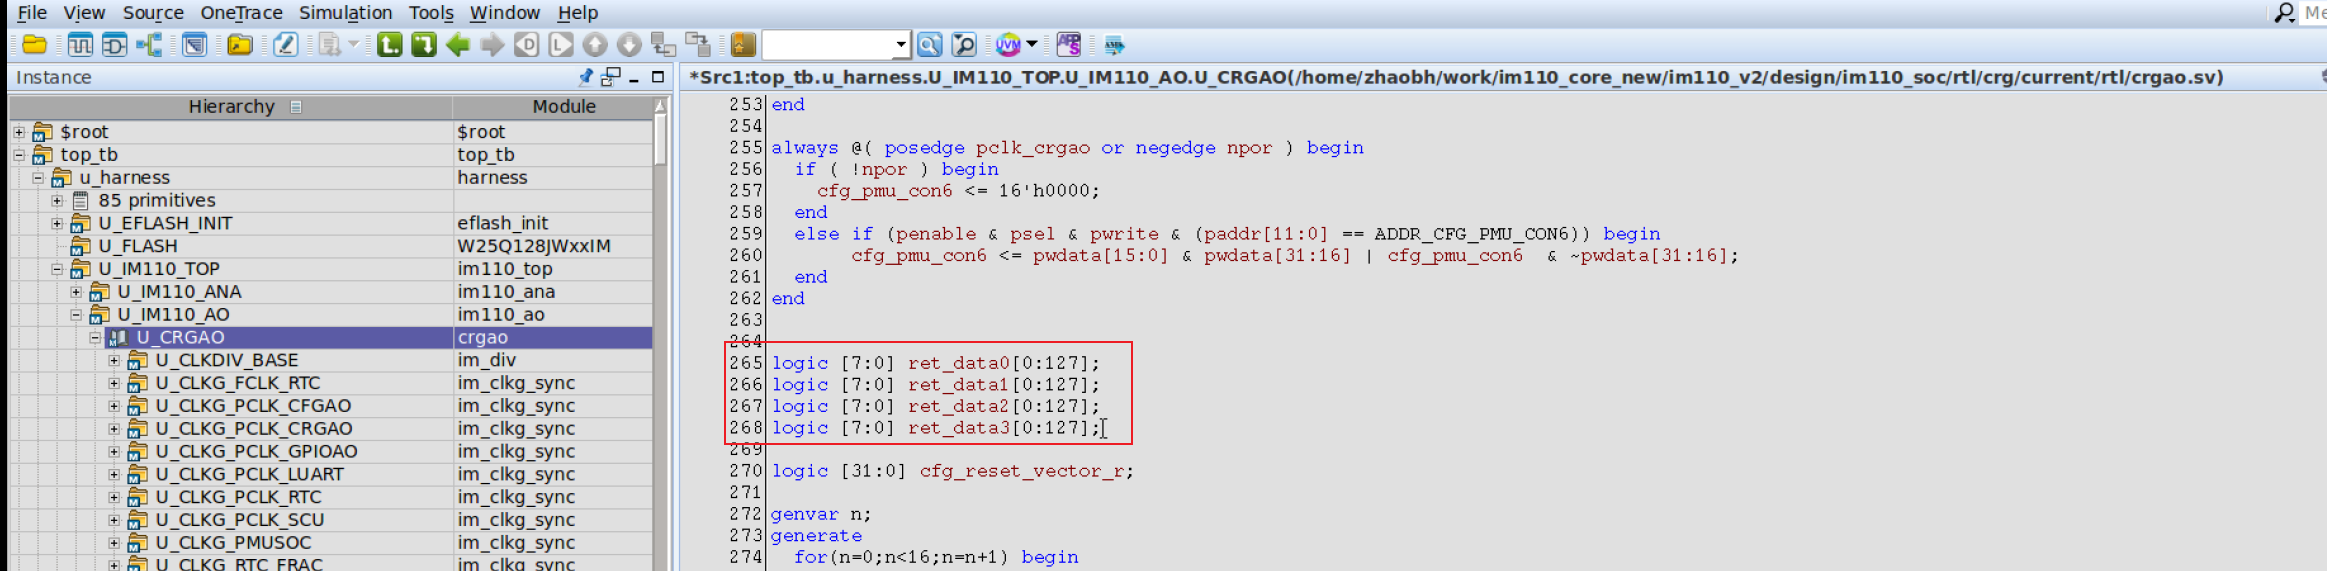 File View Source OneTrace Simulation Tools Window Help
Instance
*Src1:top_tb.u_harness.U_IM110_TOP.U_IM110_AO.U_CRGAO(/home/zhaobh/work/im110_core_new/im110_v2/design/im110_soc/rtl/crg/current/rtl/crgao.sv)
Hierarchy Module
$root $root
top_tb top_tb
u_harness harness
85 primitives
U_EFLASH_INIT eflash_init
U_FLASH W25Q128JWxxIM
U_IM110_TOP im110_top
U_IM110_ANA im110_ana
U_IM110_AO im110_ao
U_CRGAO crgao
U_CLKDIV_BASE im_div
U_CLKG_FCLK_RTC im_clkg_sync
U_CLKG_PCLK_CFGAO im_clkg_sync
U_CLKG_PCLK_CRGAO im_clkg_sync
U_CLKG_PCLK_GPIOAO im_clkg_sync
U_CLKG_PCLK_LUART im_clkg_sync
U_CLKG_PCLK_RTC im_clkg_sync
U_CLKG_PCLK_SCU im_clkg_sync
U_CLKG_PMUSOC im_clkg_sync
U_CLKG_RTC_FRAC im_clkg_sync
253 end
254
255 always @( posedge pclk_crgao or negedge npor ) begin
256 if ( !npor ) begin
257 cfg_pmu_con6 <= 16'h0000;
258 end
259 else if (penable & psel & pwrite & (paddr[11:0] == ADDR_CFG_PMU_CON6)) begin
260 cfg_pmu_con6 <= pwdata[15:0] & pwdata[31:16] | cfg_pmu_con6 & ~pwdata[31:16];
261 end
262 end
263
264
265 logic [7:0] ret_data0[0:127];
266 logic [7:0] ret_data1[0:127];
267 logic [7:0] ret_data2[0:127];
268 logic [7:0] ret_data3[0:127];
269
270 logic [31:0] cfg_reset_vector_r;
271
272 genvar n;
273 generate
274 for(n=0;n<16;n=n+1) begin